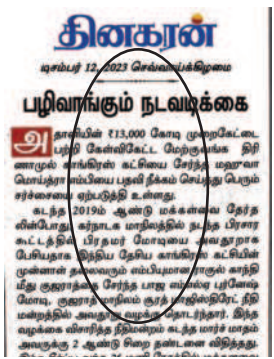 தினகரன்
டிசம்பர் 12, 2023 செவ்வாய்க்கிழமை
பழிவாங்கும் நடவடிக்கை
அதானியின் ₹13,000 கோடி முறைகேட்டை
பற்றி கேள்விகேட்ட மேற்குவங்க திரி
ணாமுல் காங்கிரஸ் கட்சியை சேர்ந்த மஹுவா
மொய்த்ரா எம்பியை பதவி நீக்கம் செய்தது பெரும்
சர்ச்சையை ஏற்படுத்தி உள்ளது.
கடந்த 2019ம் ஆண்டு மக்களவை தேர்த
லின்போது கர்நாடக மாநிலத்தில் நடந்த பிரசார
கூட்டத்தில் பிரதமர் மோடியை அவதூறாக
பேசியதாக இந்திய தேசிய காங்கிரஸ் கட்சியின்
முன்னாள் தலைவரும் எம்பியுமான ராகுல் காந்தி
மீது குஜராத்தை சேர்ந்த பாஜ எம்எல்ஏ புர்னேஷ்
மோடி, குஜராத் மாநிலம் சூரத் மாஜிஸ்திரேட் நீதி
மன்றத்தில் அவதூறு வழக்கு தொடர்ந்தார். இந்த
வழக்கை விசாரித்த நீதிமன்றம் கடந்த மார்ச் மாதம்
அவருக்கு 2 ஆண்டு சிறை தண்டனை விதித்தது.